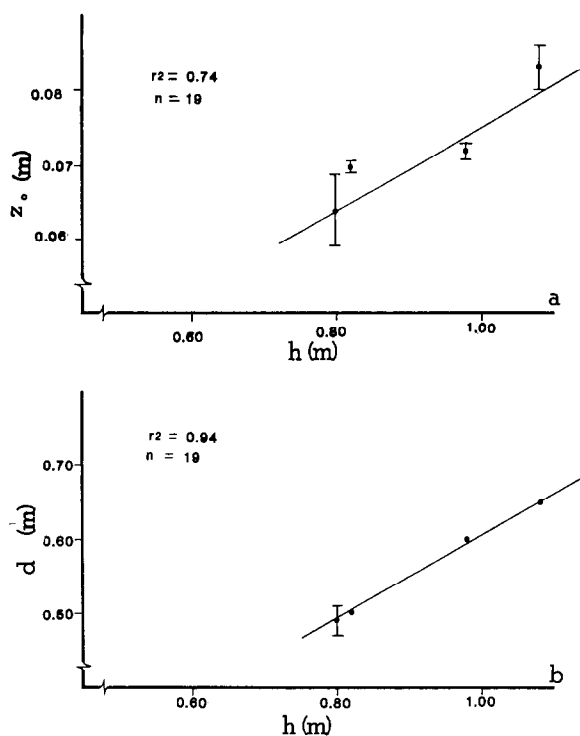 r2 = 0.74
n = 19
0.08
0.07
0.06
z o (m)
0.60
0.80
1.00
h (m)
a
r2 = 0.94
n = 19
0.70
0.60
0.50
d (m)
0.60
0.80
1.00
h (m)
b